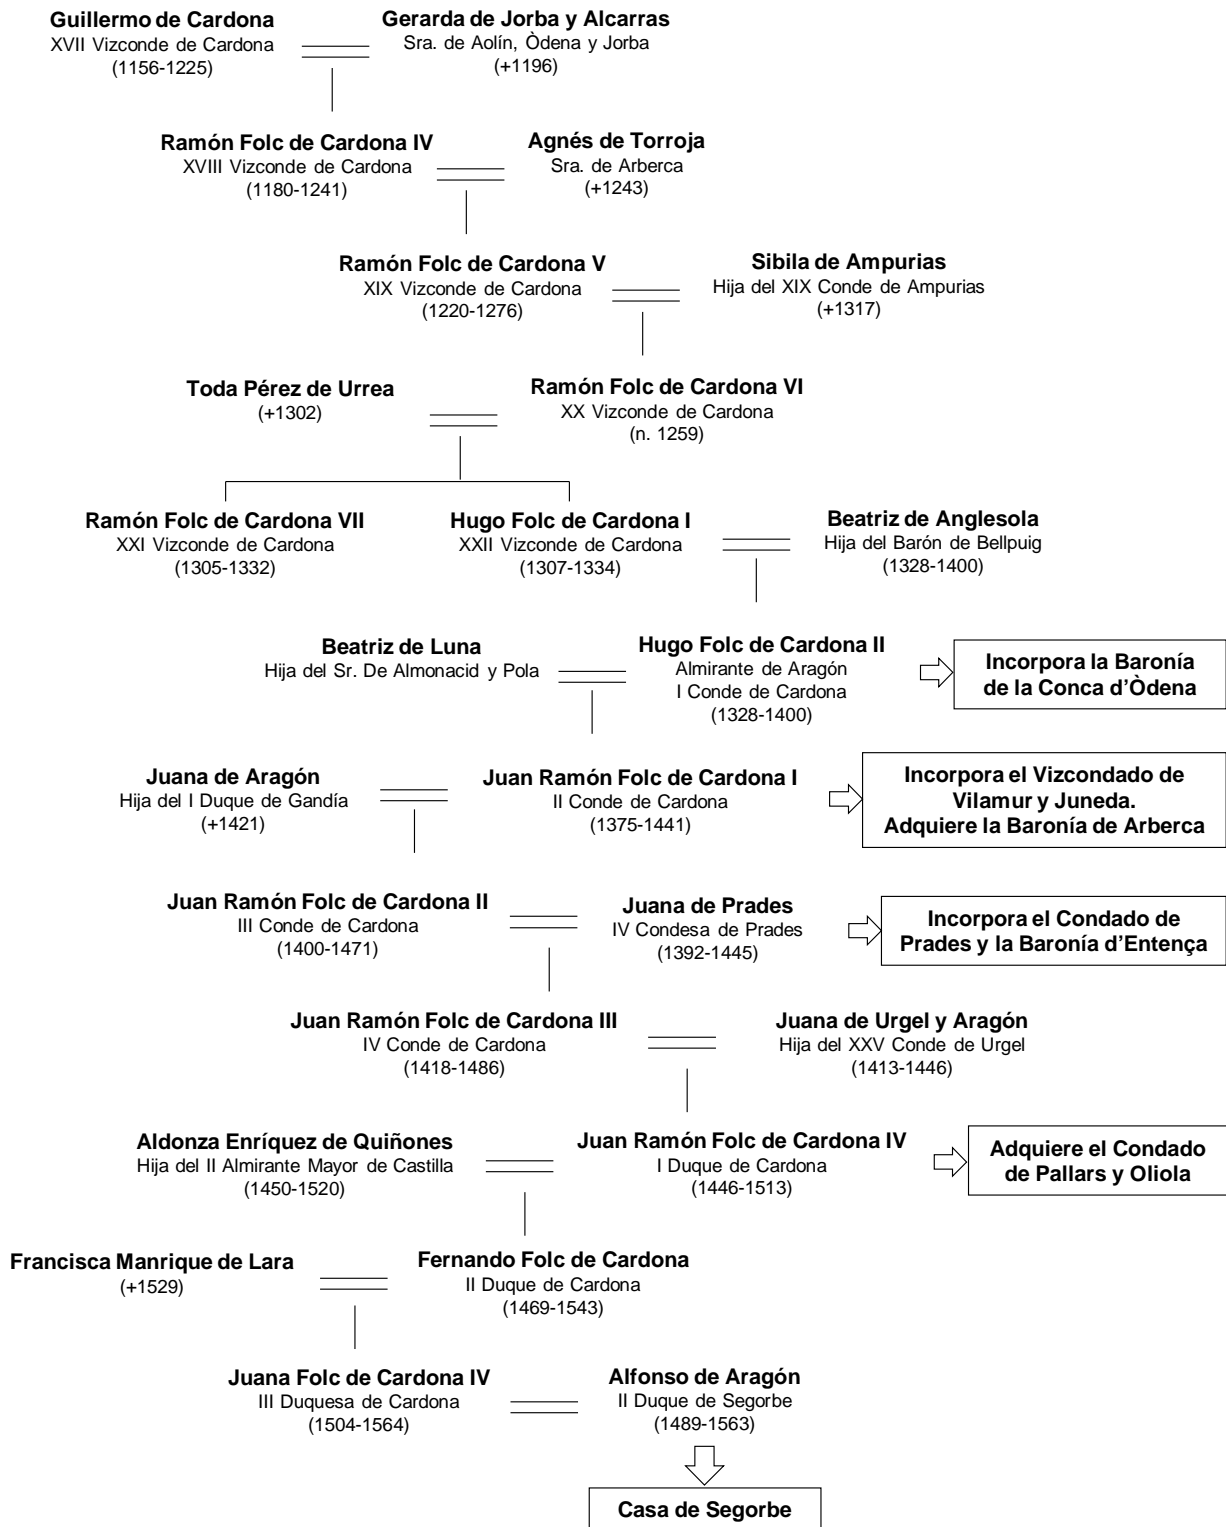 Guillermo de Cardona
XVII Vizconde de Cardona
(1156-1225)
Gerarda de Jorba y Alcarras
Sra. de Aolín, Òdena y Jorba
(+1196)
Ramón Folc de Cardona IV
XVIII Vizconde de Cardona
(1180-1241)
Agnés de Torroja
Sra. de Arberca
(+1243)
Ramón Folc de Cardona V
XIX Vizconde de Cardona
(1220-1276)
Sibila de Ampurias
Hija del XIX Conde de Ampurias
(+1317)
Toda Pérez de Urrea
(+1302)
Ramón Folc de Cardona VI
XX Vizconde de Cardona
(n. 1259)
Ramón Folc de Cardona VII
XXI Vizconde de Cardona
(1305-1332)
Hugo Folc de Cardona I
XXII Vizconde de Cardona
(1307-1334)
Beatriz de Anglesola
Hija del Barón de Bellpuig
(1328-1400)
Beatriz de Luna
Hija del Sr. De Almonacid y Pola
Hugo Folc de Cardona II
Almirante de Aragón
I Conde de Cardona
(1328-1400)
Incorpora la Baronía
de la Conca d’Òdena
Juana de Aragón
Hija del I Duque de Gandía
(+1421)
Juan Ramón Folc de Cardona I
II Conde de Cardona
(1375-1441)
Incorpora el Vizcondado de
Vilamur y Juneda.
Adquiere la Baronía de Arberca
Juan Ramón Folc de Cardona II
III Conde de Cardona
(1400-1471)
Juana de Prades
IV Condesa de Prades
(1392-1445)
Incorpora el Condado de
Prades y la Baronía d’Entença
Juan Ramón Folc de Cardona III
IV Conde de Cardona
(1418-1486)
Juana de Urgel y Aragón
Hija del XXV Conde de Urgel
(1413-1446)
Aldonza Enríquez de Quiñones
Hija del II Almirante Mayor de Castilla
(1450-1520)
Juan Ramón Folc de Cardona IV
I Duque de Cardona
(1446-1513)
Adquiere el Condado
de Pallars y Oliola
Francisca Manrique de Lara
(+1529)
Fernando Folc de Cardona
II Duque de Cardona
(1469-1543)
Juana Folc de Cardona IV
III Duquesa de Cardona
(1504-1564)
Alfonso de Aragón
II Duque de Segorbe
(1489-1563)
Casa de Segorbe